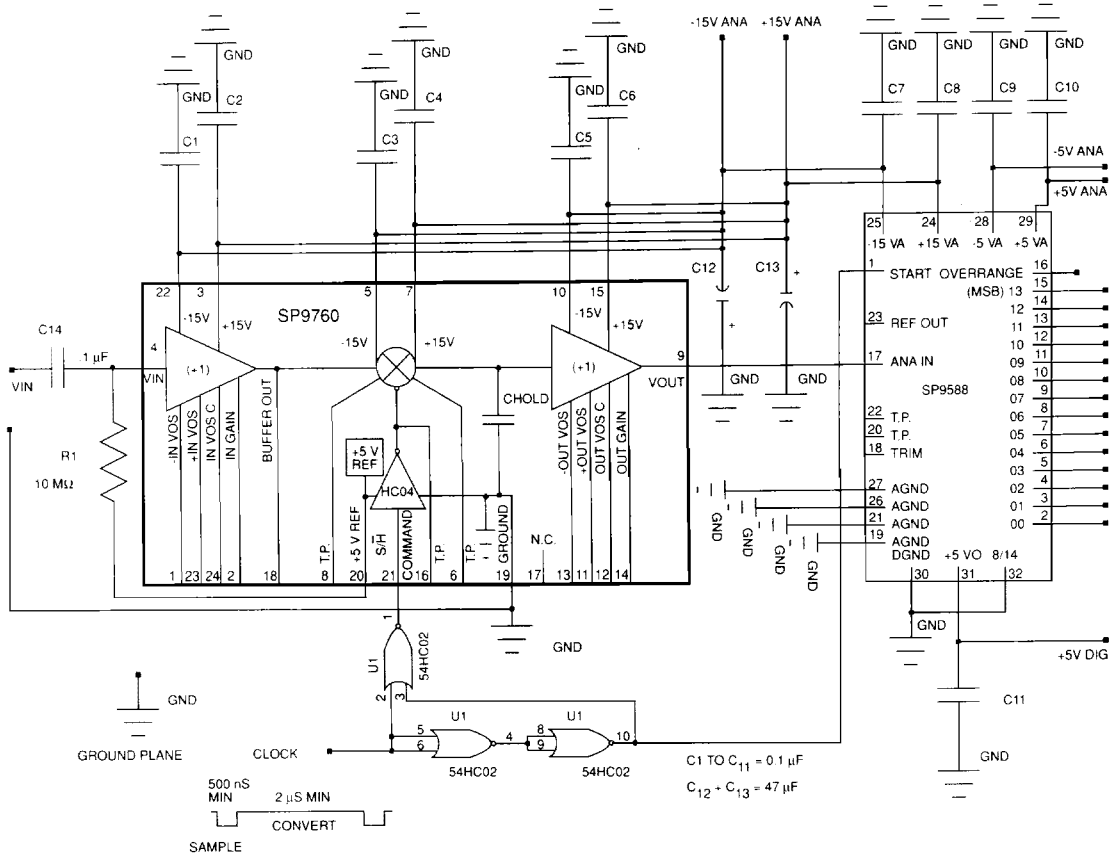 -15V ANA +15V ANA
GND
GND
GND
GND
GND
GND
GND
GND
GND
GND
C1
C2
C3
C4
C5
C6
C7
C8
C9
C10
-5V ANA
+5V ANA
25 24 28 29
-15 VA +15 VA -5 VA +5 VA
C12 C13
+ +
22 3 5 7 10 15
SP9760
-15V +15V
-15V +15V
-15V +15V
C14
.1 µF
VIN
4
VIN
(+1)
(+1)
9
VOUT
CHOLD
GND GND
R1
10 MΩ
-IN VOS
+IN VOS
IN VOS C
IN GAIN
BUFFER OUT
T.P.
+5 V REF
+5 V
REF
HC04
S/H
COMMAND
T.P.
T.P.
GROUND
N.C.
-OUT VOS
+OUT VOS
OUT VOS C
OUT GAIN
1 23 24 2 18 8 20 21 16 6 19 17 13 11 12 14
1 START OVERRANGE 16
(MSB) 13 15
12 14
23 REF OUT 11 13
10 12
17 ANA IN 09 11
SP9588
08 10
07 9
22 T.P. 06 8
20 T.P. 05 7
18 TRIM 04 6
03 5
27 AGND 02 4
26 AGND 01 3
21 AGND 00 2
19 AGND
DGND +5 VO 8/14
30 31 32
GND
GND
GND
GND
GND
+5V DIG
C11
GND
GND
1
U1
54HC02
2 3
GND
GROUND PLANE
CLOCK
5
6
U1
4
54HC02
8
9
U1
10
54HC02
C1 TO C11 = 0.1 µF
C12 + C13 = 47 µF
500 nS
MIN
2 µS MIN
CONVERT
SAMPLE